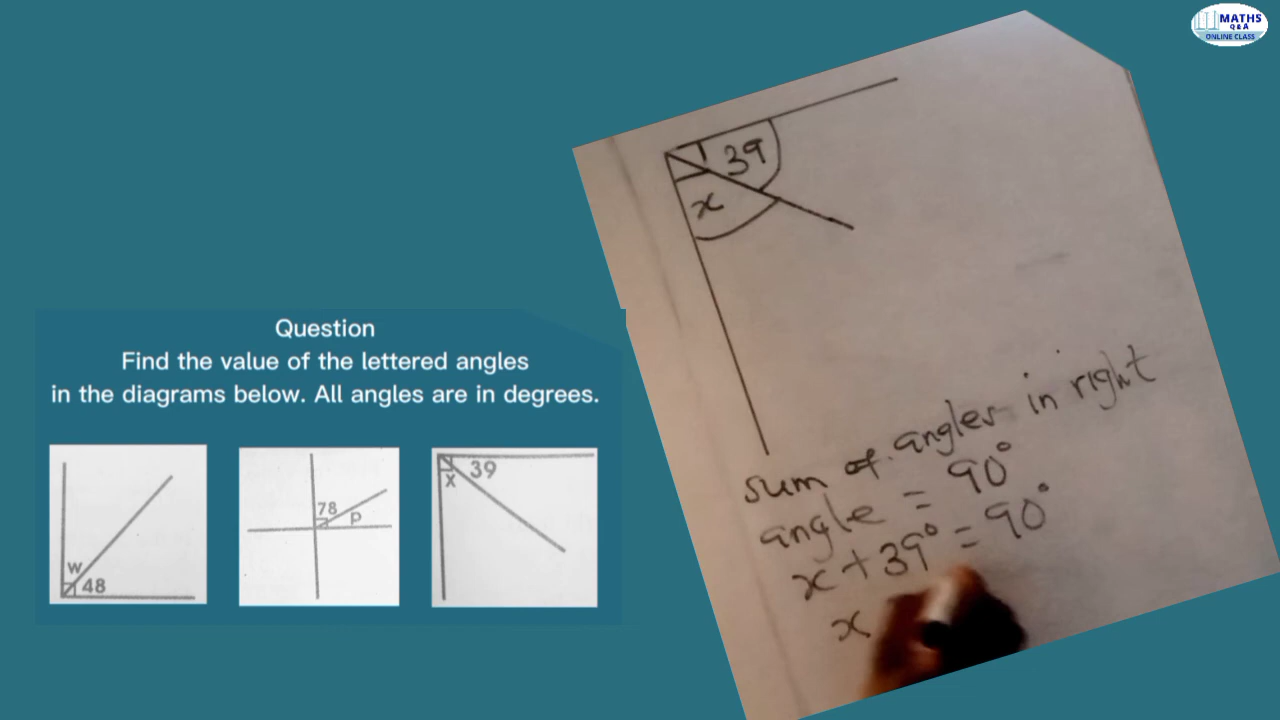 MATHS
Q & A
ONLINE CLASS
Question
Find the value of the lettered angles
in the diagrams below. All angles are in degrees.
w
48
78
p
39
x
39
x
sum of angles in right
angle = 90°
x + 39° = 90°
x